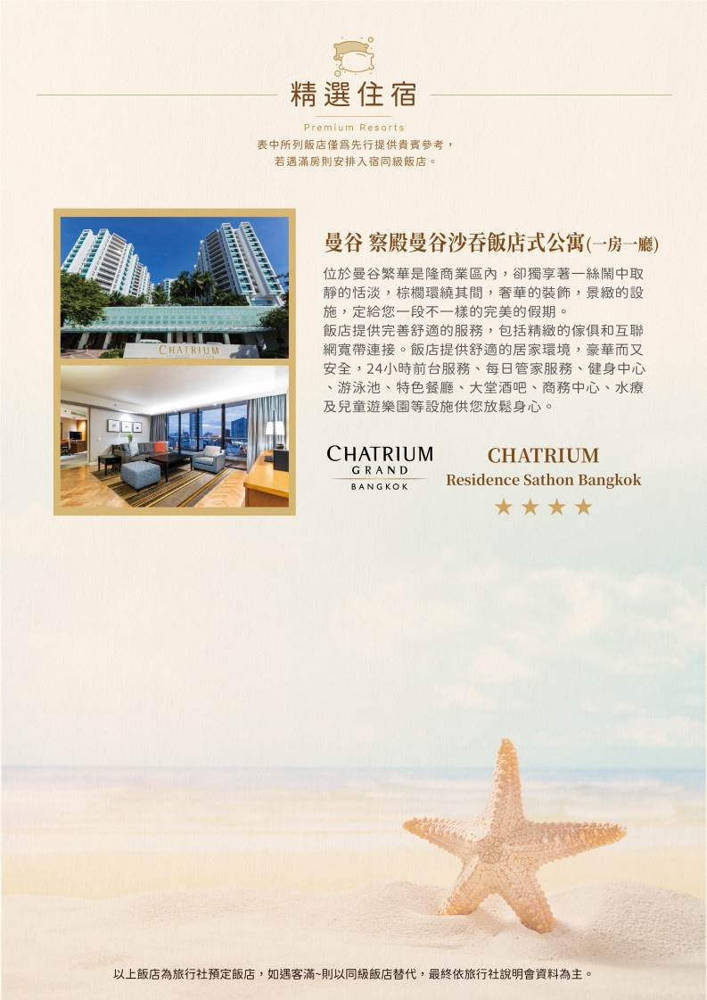 精選住宿
Premium Resorts
表中所列飯店僅爲先行提供貴賓參考，
若遇滿房則安排入宿同級飯店。
曼谷 察殿曼谷沙吞飯店式公寓(一房一廳)
位於曼谷繁華是隆商業區內，卻獨享著一絲鬧中取
靜的恬淡，棕櫚環繞其間，奢華的裝飾，景緻的設
施，定給您一段不一樣的完美的假期。
飯店提供完善舒適的服務，包括精緻的傢俱和互聯
網寬帶連接。飯店提供舒適的居家環境，豪華而又
安全，24小時前台服務、每日管家服務、健身中心
、游泳池、特色餐廳、大堂酒吧、商務中心、水療
及兒童遊樂園等設施供您放鬆身心。
CHATRIUM
CHATRIUM
GRAND
BANGKOK
CHATRIUM
Residence Sathon Bangkok
以上飯店為旅行社預定飯店，如遇客滿~則以同級飯店替代，最終依旅行社說明會資料為主。